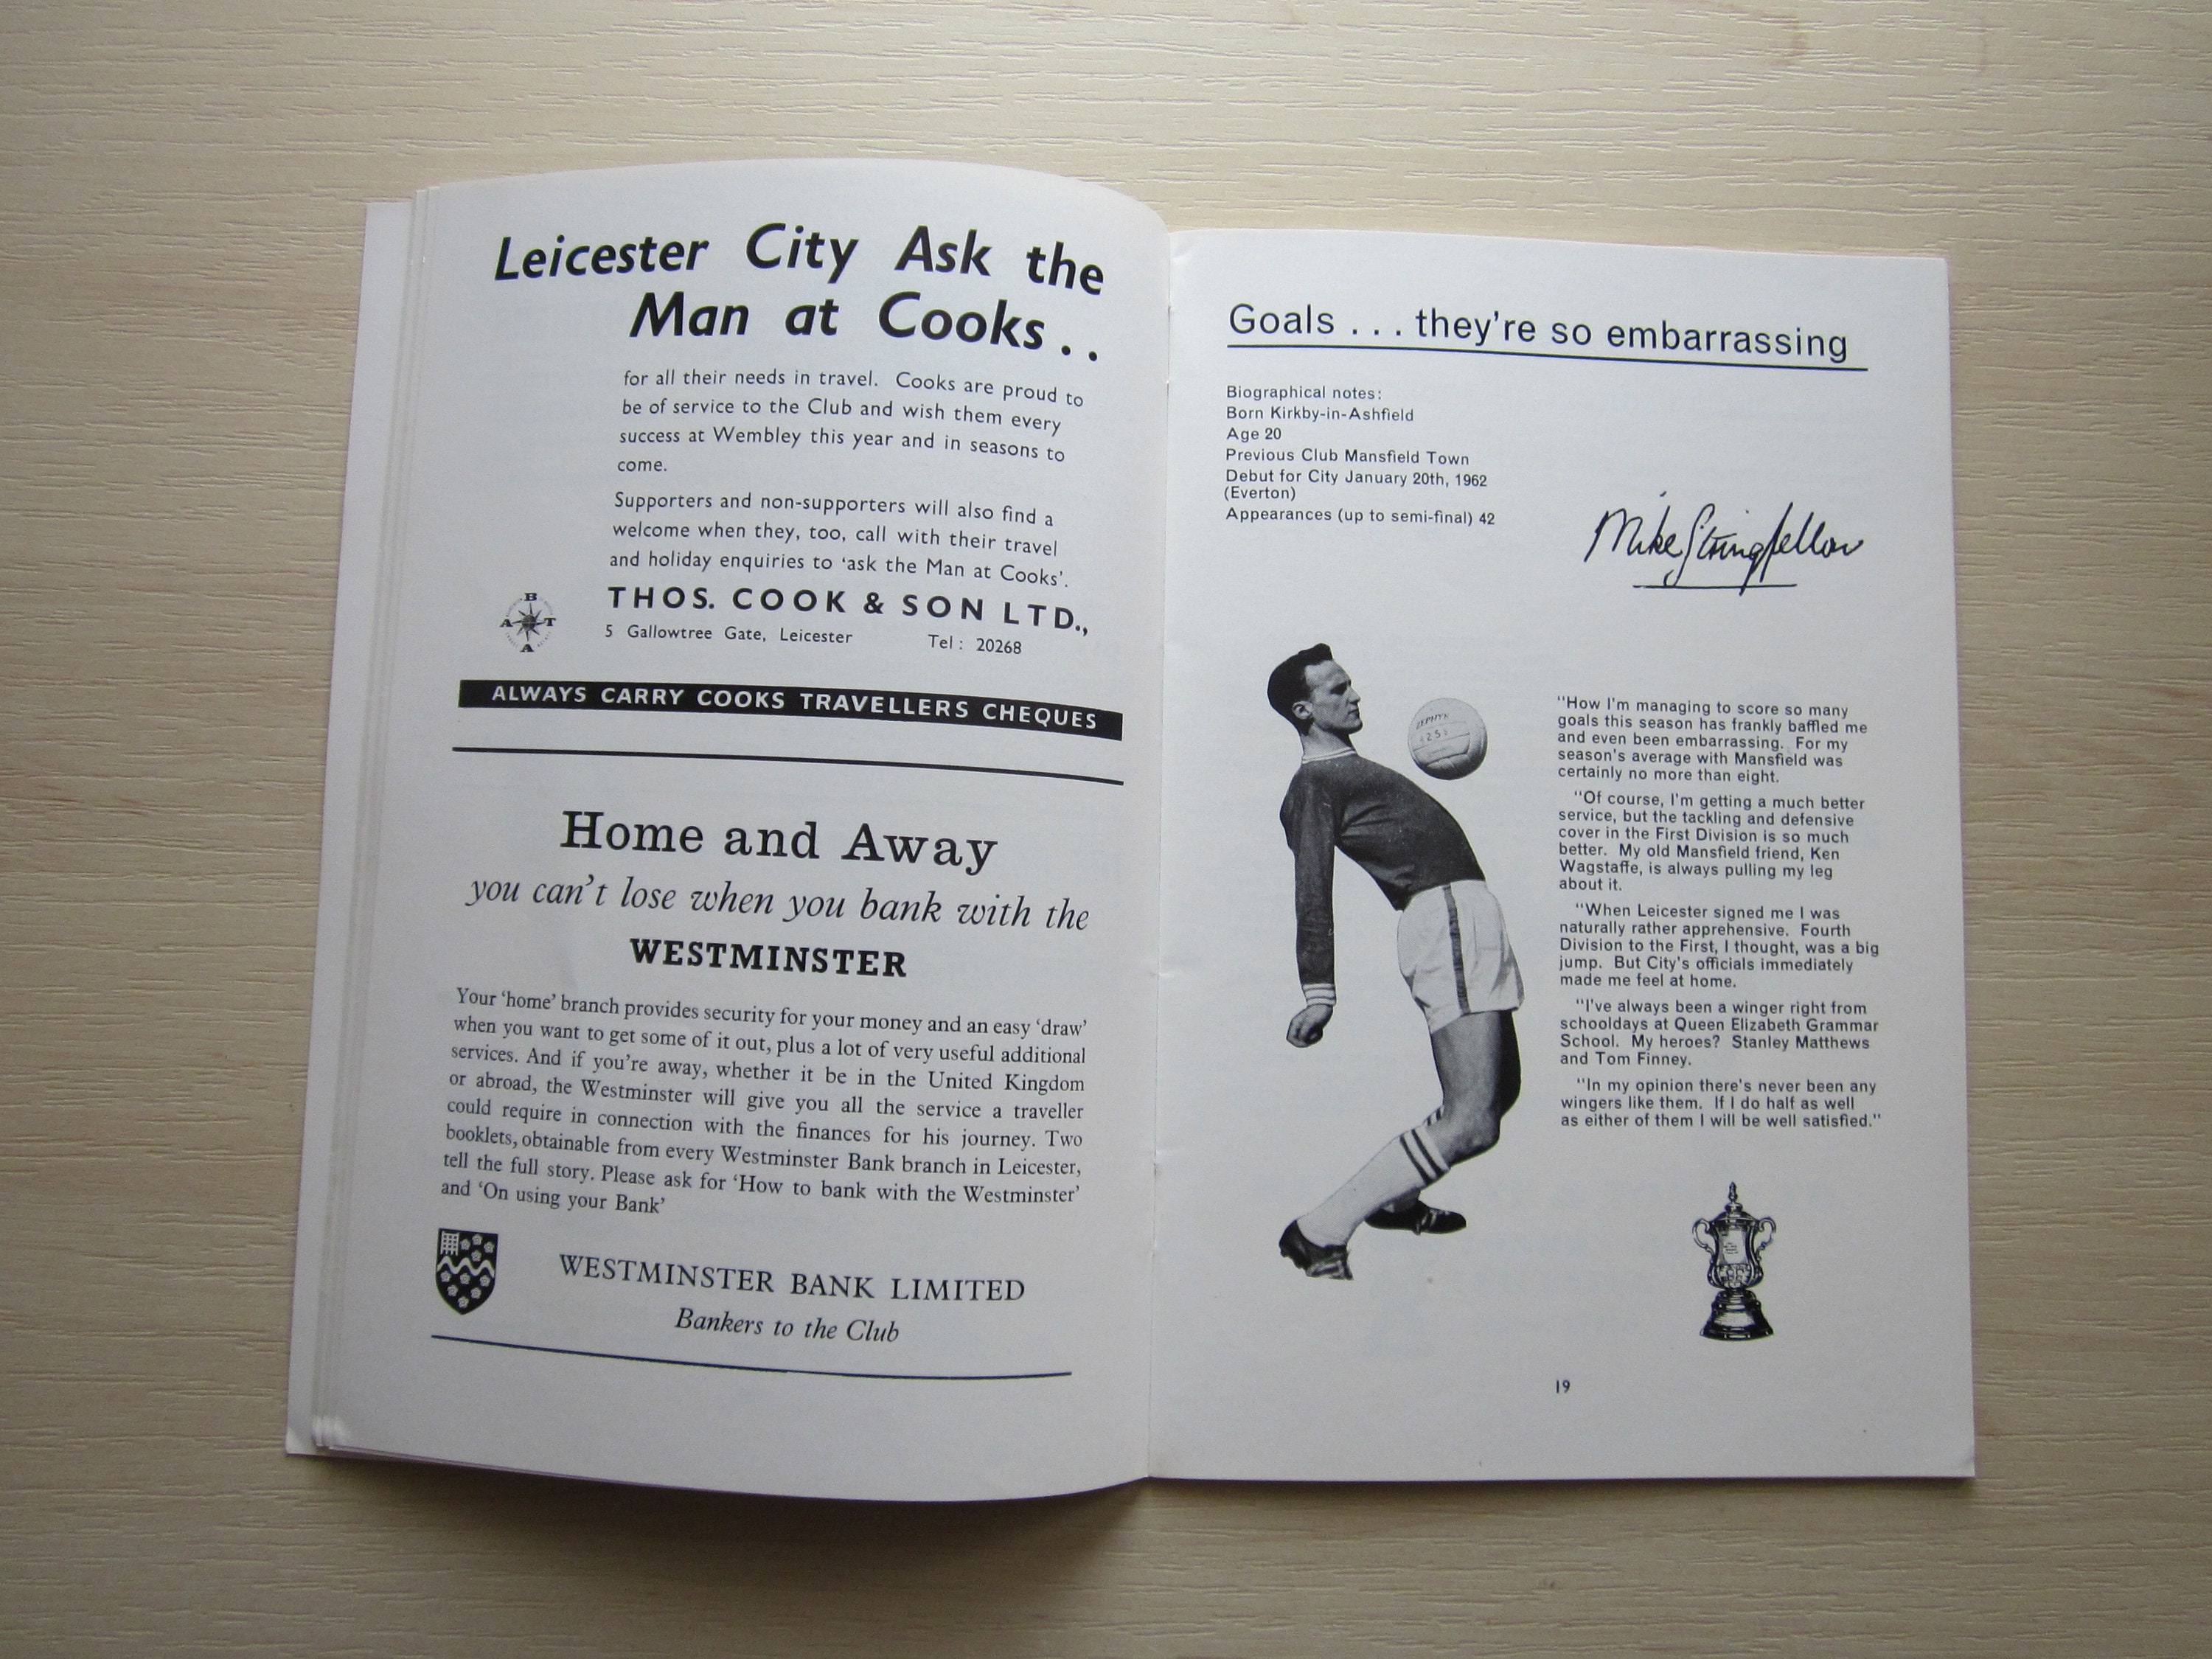 Leicester City Ask the
Man at Cooks . .
for all their needs in travel. Cooks are proud to
be of service to the Club and wish them every
success at Wembley this year and in seasons to
come.
Supporters and non-supporters will also find a
welcome when they, too, call with their travel
and holiday enquiries to ‘ask the Man at Cooks’.
B
A T
A
THOS. COOK & SON LTD.,
5 Gallowtree Gate, Leicester Tel : 20268
ALWAYS CARRY COOKS TRAVELLERS CHEQUES
Home and Away
you can’t lose when you bank with the
WESTMINSTER
Your ‘home’ branch provides security for your money and an easy ‘draw’
when you want to get some of it out, plus a lot of very useful additional
services. And if you’re away, whether it be in the United Kingdom
or abroad, the Westminster will give you all the service a traveller
could require in connection with the finances for his journey. Two
booklets, obtainable from every Westminster Bank branch in Leicester,
tell the full story. Please ask for ‘How to bank with the Westminster’
and ‘On using your Bank’
WESTMINSTER BANK LIMITED
Bankers to the Club
Goals . . . they’re so embarrassing
Biographical notes:
Born Kirkby-in-Ashfield
Age 20
Previous Club Mansfield Town
Debut for City January 20th, 1962
(Everton)
Appearances (up to semi-final) 42
Mike Stringfellow
ZEPHYR
"How I'm managing to score so many
goals this season has frankly baffled me
and even been embarrassing. For my
season's average with Mansfield was
certainly no more than eight.
"Of course, I'm getting a much better
service, but the tackling and defensive
cover in the First Division is so much
better. My old Mansfield friend, Ken
Wagstaffe, is always pulling my leg
about it.
"When Leicester signed me I was
naturally rather apprehensive. Fourth
Division to the First, I thought, was a big
jump. But City's officials immediately
made me feel at home.
"I've always been a winger right from
schooldays at Queen Elizabeth Grammar
School. My heroes? Stanley Matthews
and Tom Finney.
"In my opinion there's never been any
wingers like them. If I do half as well
as either of them I will be well satisfied."
19